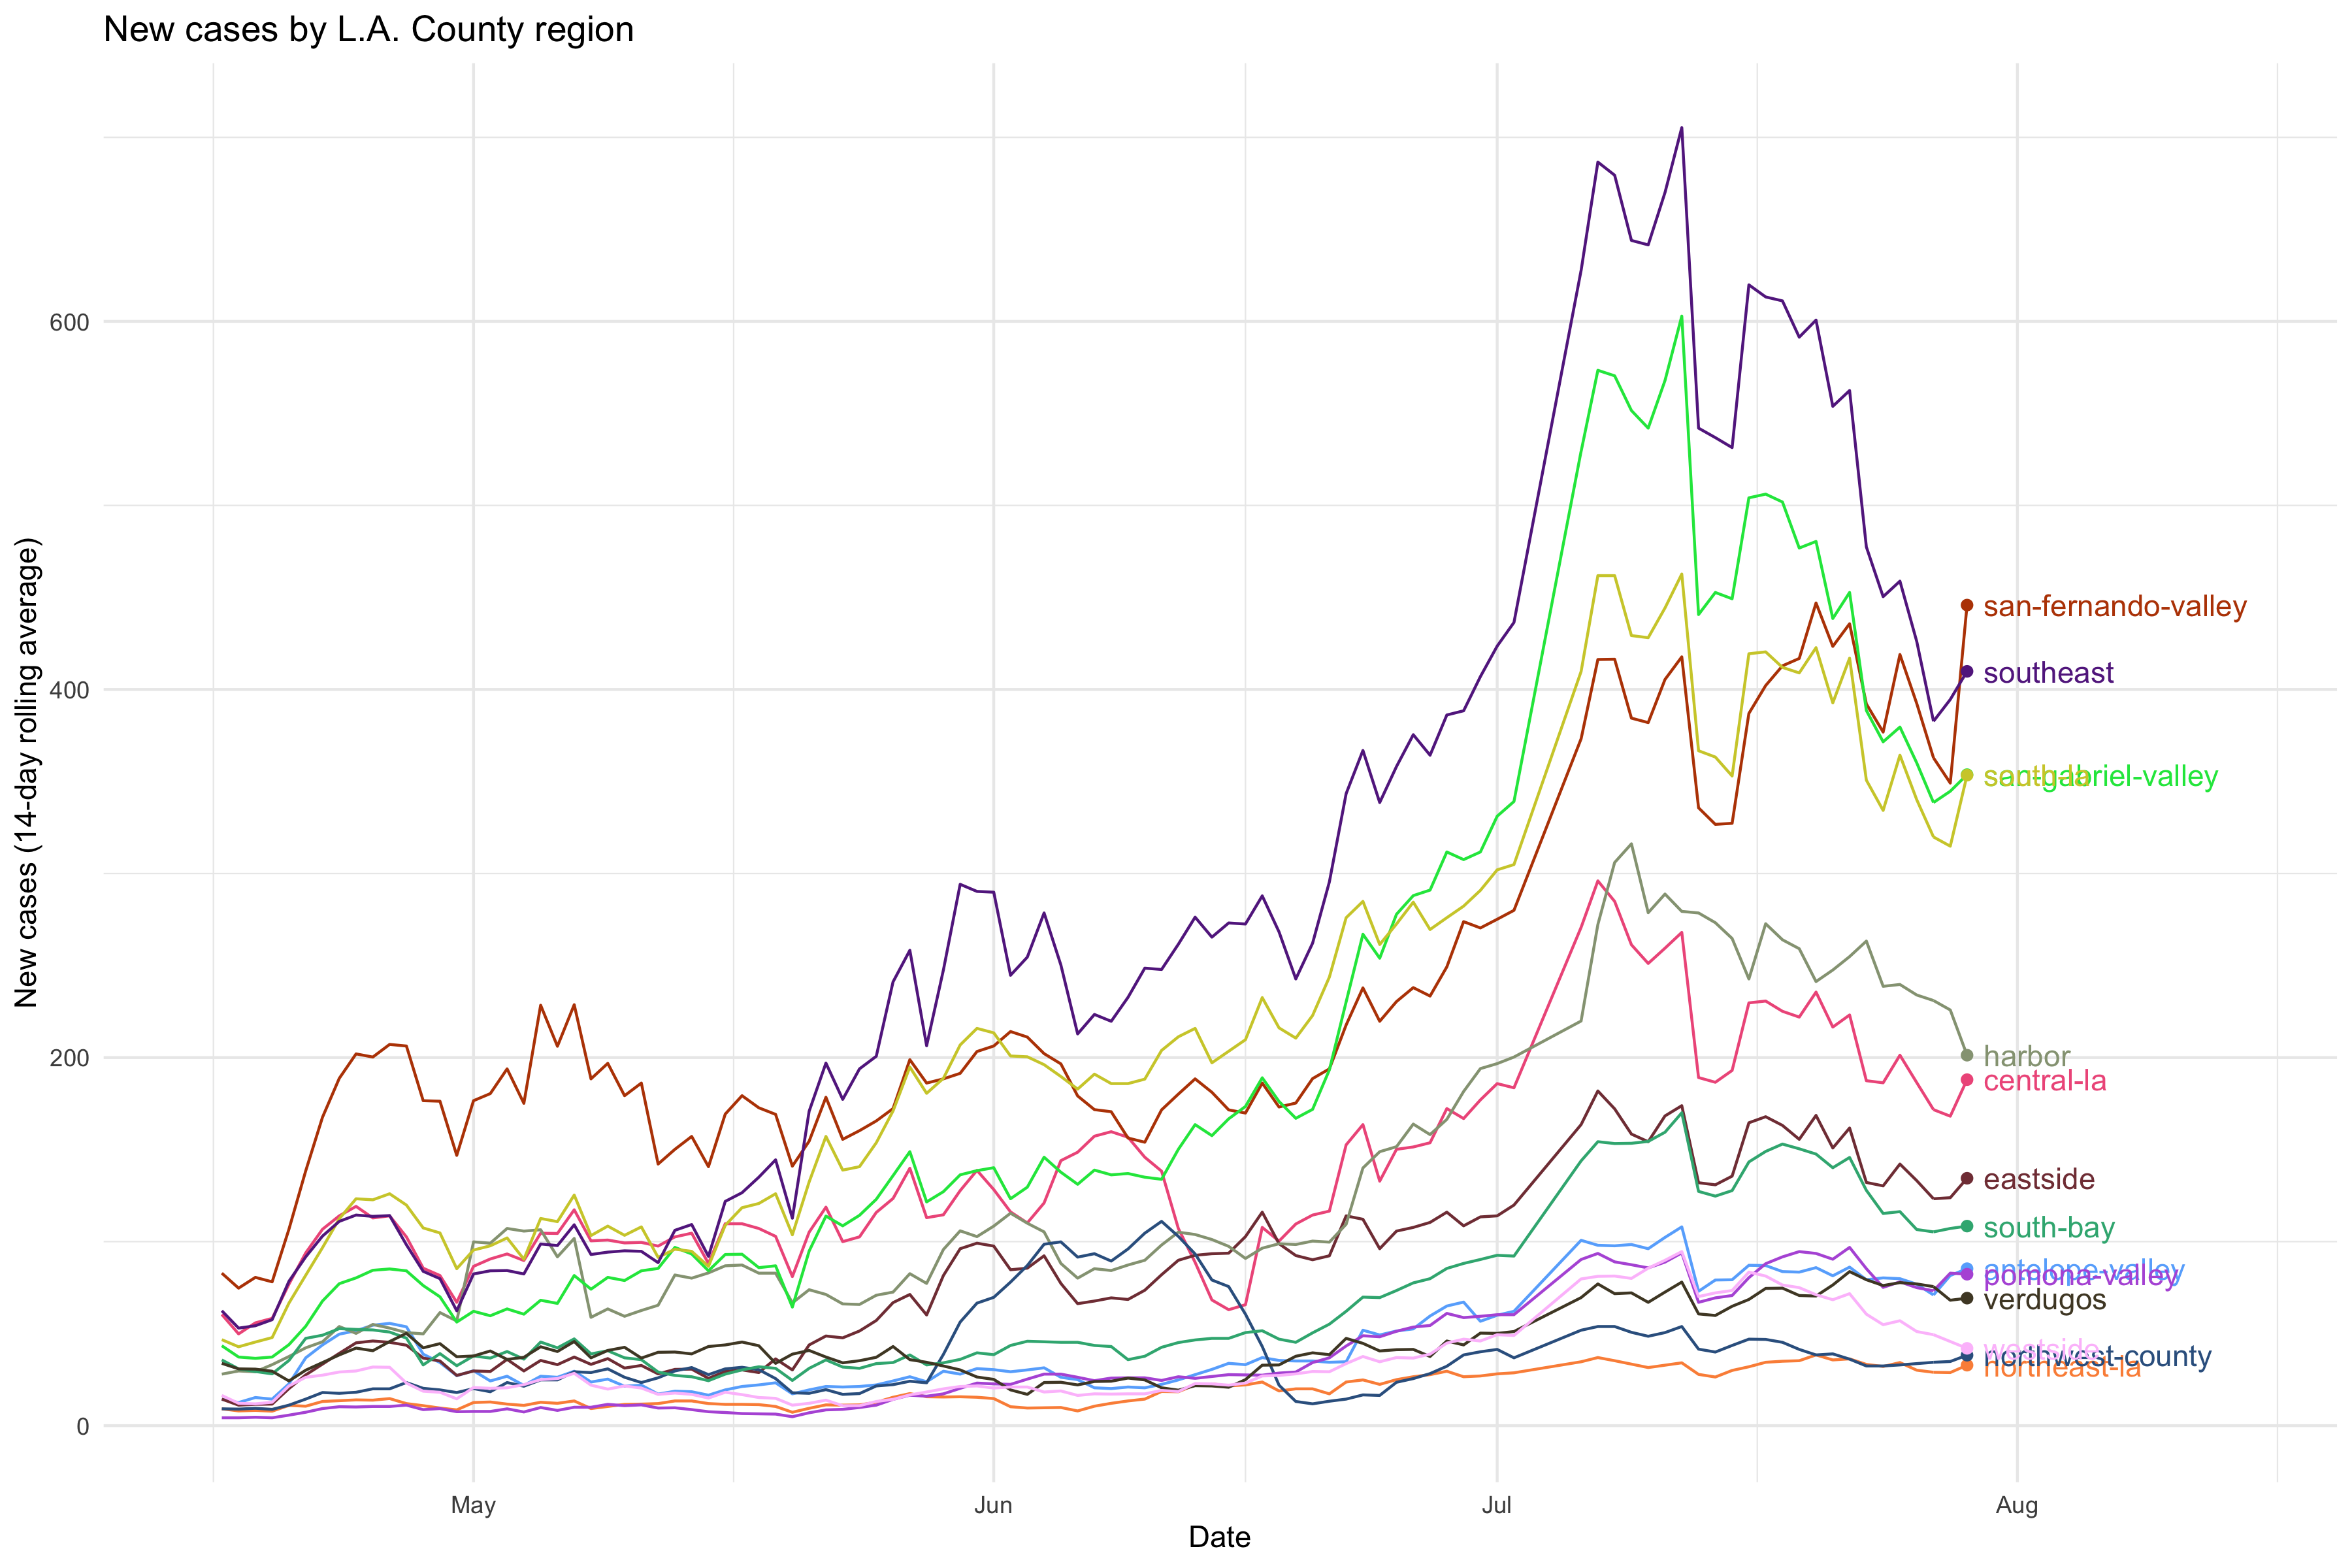 New cases by L.A. County region
New cases (14-day rolling average)
600
400
200
0
san-fernando-valley
southeast
san-gabriel-valley
south-la
harbor
central-la
eastside
south-bay
antelope-valley
pomona-valley
verdugos
westside
northwest-county
northeast-la
May
Jun
Jul
Aug
Date